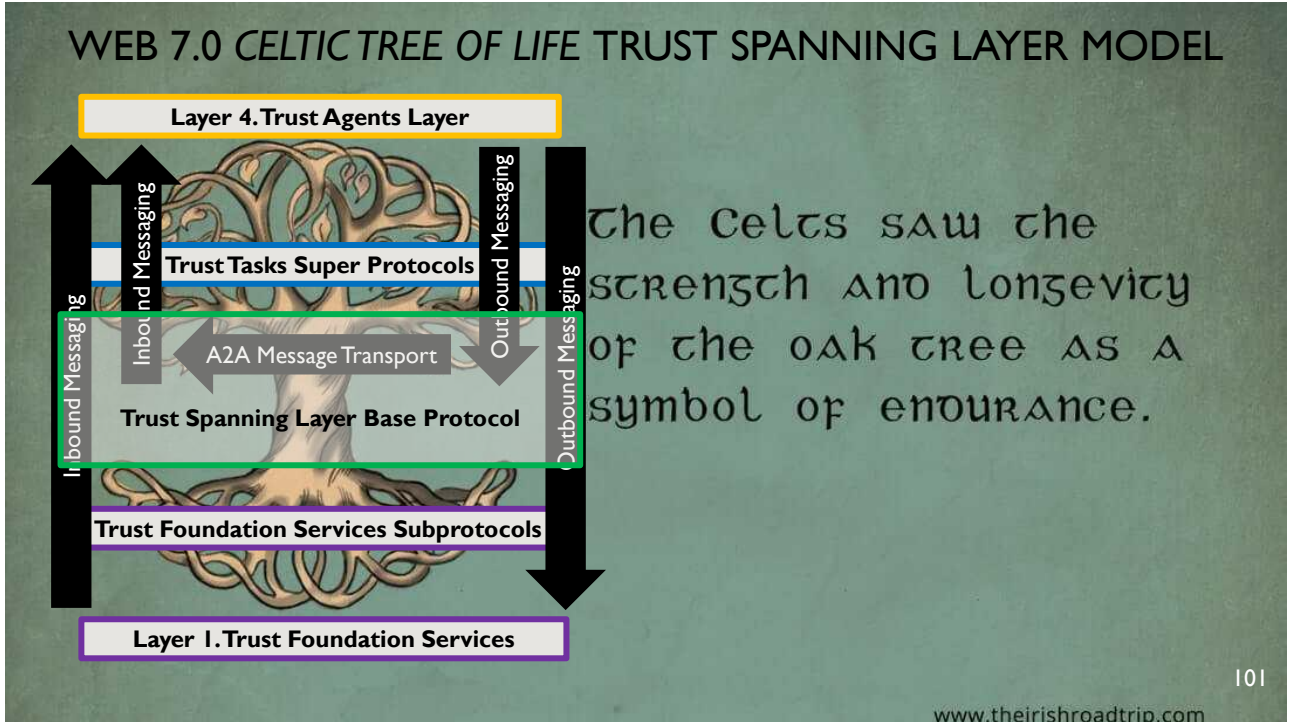 WEB 7.0 CELTIC TREE OF LIFE TRUST SPANNING LAYER MODEL
Layer 4. Trust Agents Layer
Inbound Messaging
Inbound Messaging
Outbound Messaging
Outbound Messaging
Trust Tasks Super Protocols
A2A Message Transport
Trust Spanning Layer Base Protocol
Trust Foundation Services Subprotocols
Layer 1. Trust Foundation Services
The Celts saw the
strength and longevity
of the oak tree as a
symbol of endurance.
101
www.theirishroadtrip.com